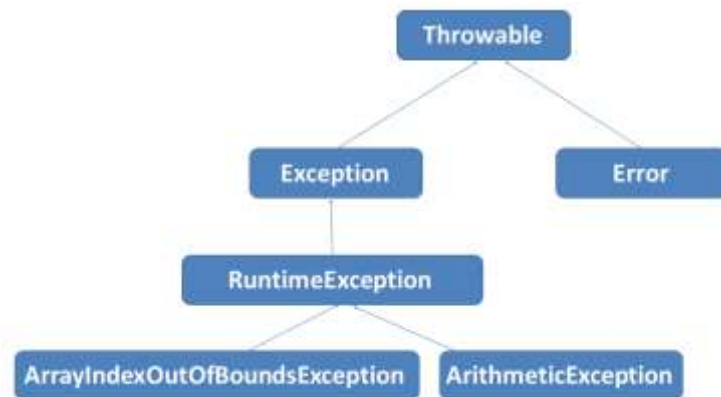 Throwable
Exception
Error
RuntimeException
ArrayIndexOutOfBoundsException
ArithmeticException